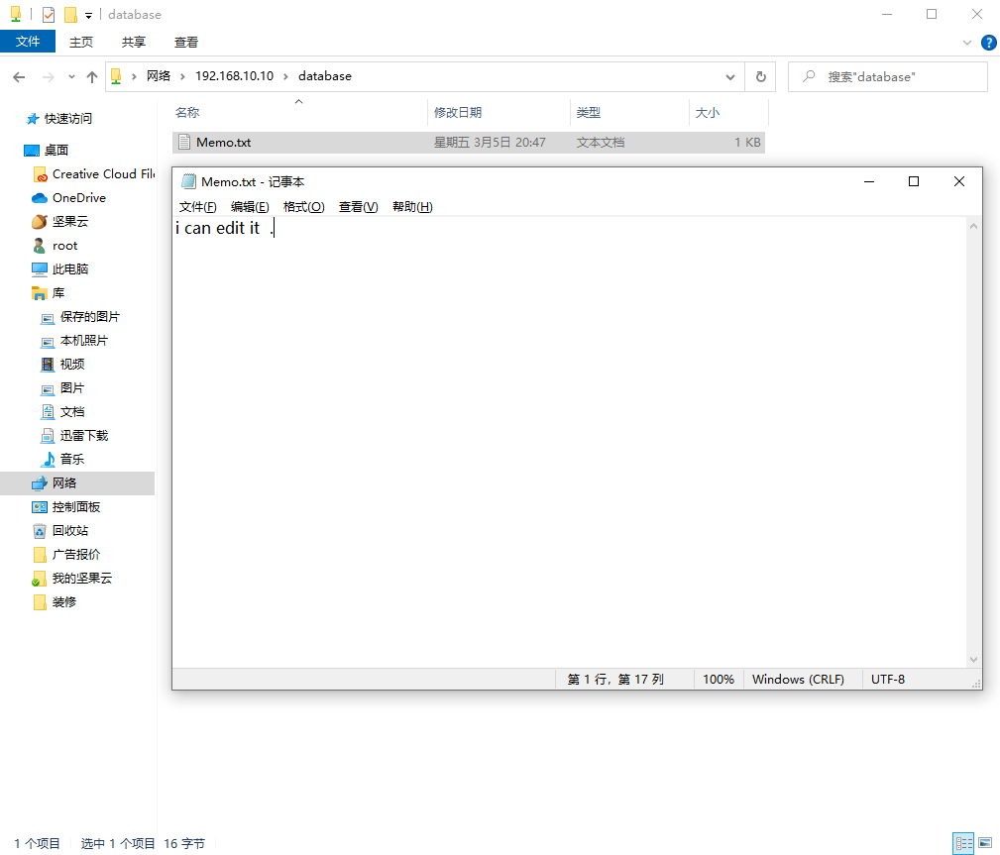 database
文件 主页 共享 查看
网络 192.168.10.10 database 搜索"database"
名称 修改日期 类型 大小
Memo.txt 星期五 3月5日 20:47 文本文档 1 KB
快速访问
桌面
Creative Cloud File
OneDrive
坚果云
root
此电脑
库
保存的图片
本机照片
视频
图片
文档
迅雷下载
音乐
网络
控制面板
回收站
广告报价
我的坚果云
装修
Memo.txt - 记事本
文件(F) 编辑(E) 格式(O) 查看(V) 帮助(H)
i can edit it  .
第 1 行，第 17 列 100% Windows (CRLF) UTF-8
1 个项目 选中 1 个项目 16 字节